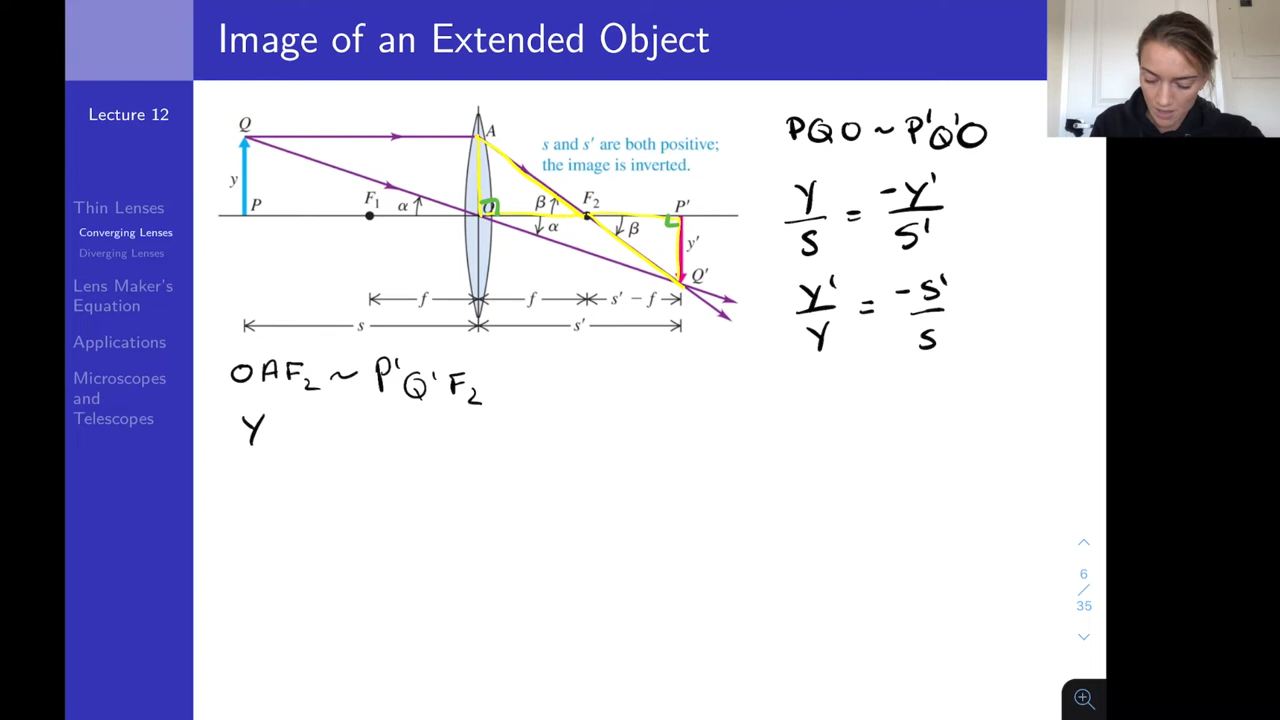 Image of an Extended Object
Lecture 12
Thin Lenses
Converging Lenses
Diverging Lenses
Lens Maker's
Equation
Applications
Microscopes
and
Telescopes
Q
A
s and s′ are both positive;
the image is inverted.
y
P
F₁
α
O
β
F₂
P′
α
β
y′
Q′
f
f
s′ − f
s
s′
PQO ~ P'Q'O
y/s = -y'/s'
y'/y = -s'/s
OAF₂ ~ P'Q'F₂
y
6
/
35